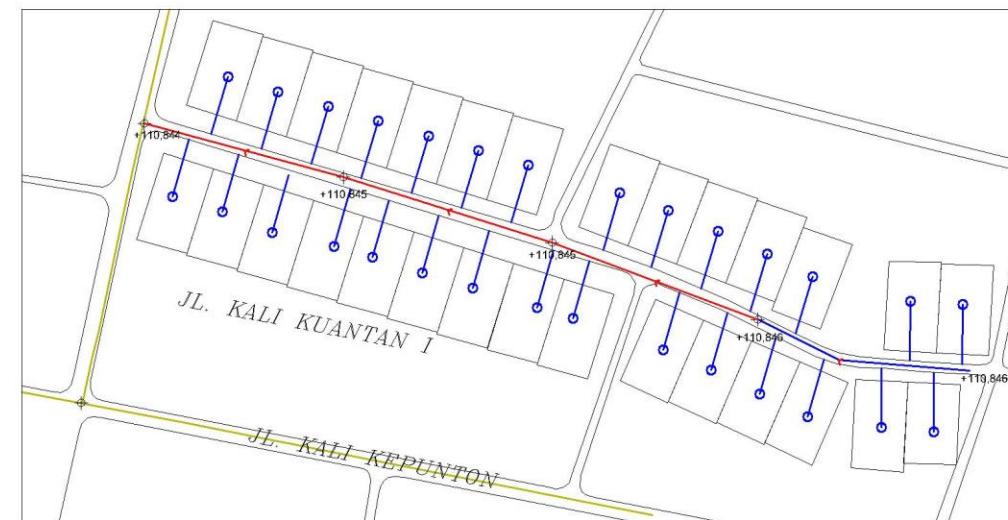 +110,844
+110,845
+110,845
JL. KALI KUANTAN I
+110,846
+110,846
JL. KALI KEPUNTON